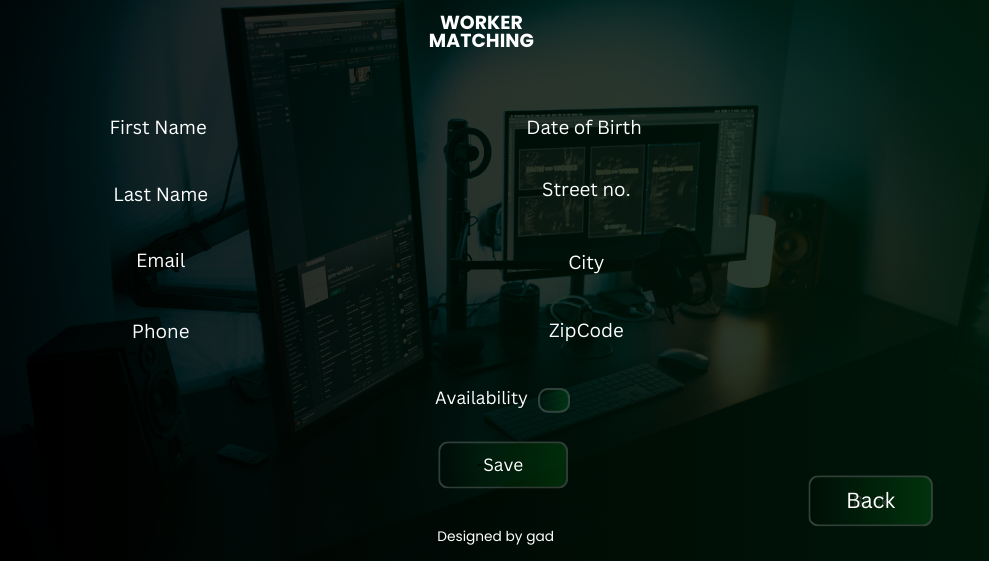 WORKER
MATCHING
First Name
Date of Birth
Last Name
Street no.
Email
City
Phone
ZipCode
Availability
Save
Back
Designed by gad